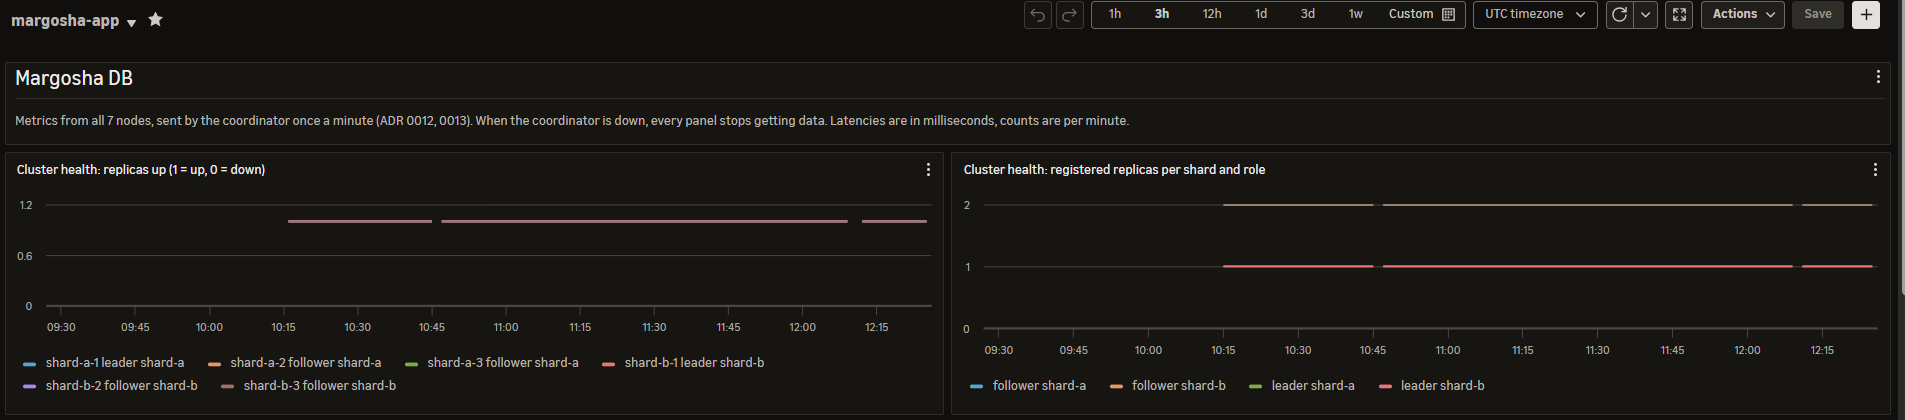 margosha-app
1h 3h 12h 1d 3d 1w Custom UTC timezone Actions Save +
Margosha DB
Metrics from all 7 nodes, sent by the coordinator once a minute (ADR 0012, 0013). When the coordinator is down, every panel stops getting data. Latencies are in milliseconds, counts are per minute.
Cluster health: replicas up (1 = up, 0 = down)
1.2
0.6
0
09:30 09:45 10:00 10:15 10:30 10:45 11:00 11:15 11:30 11:45 12:00 12:15
shard-a-1 leader shard-a shard-a-2 follower shard-a shard-a-3 follower shard-a shard-b-1 leader shard-b
shard-b-2 follower shard-b shard-b-3 follower shard-b
Cluster health: registered replicas per shard and role
2
1
0
09:30 09:45 10:00 10:15 10:30 10:45 11:00 11:15 11:30 11:45 12:00 12:15
follower shard-a follower shard-b leader shard-a leader shard-b